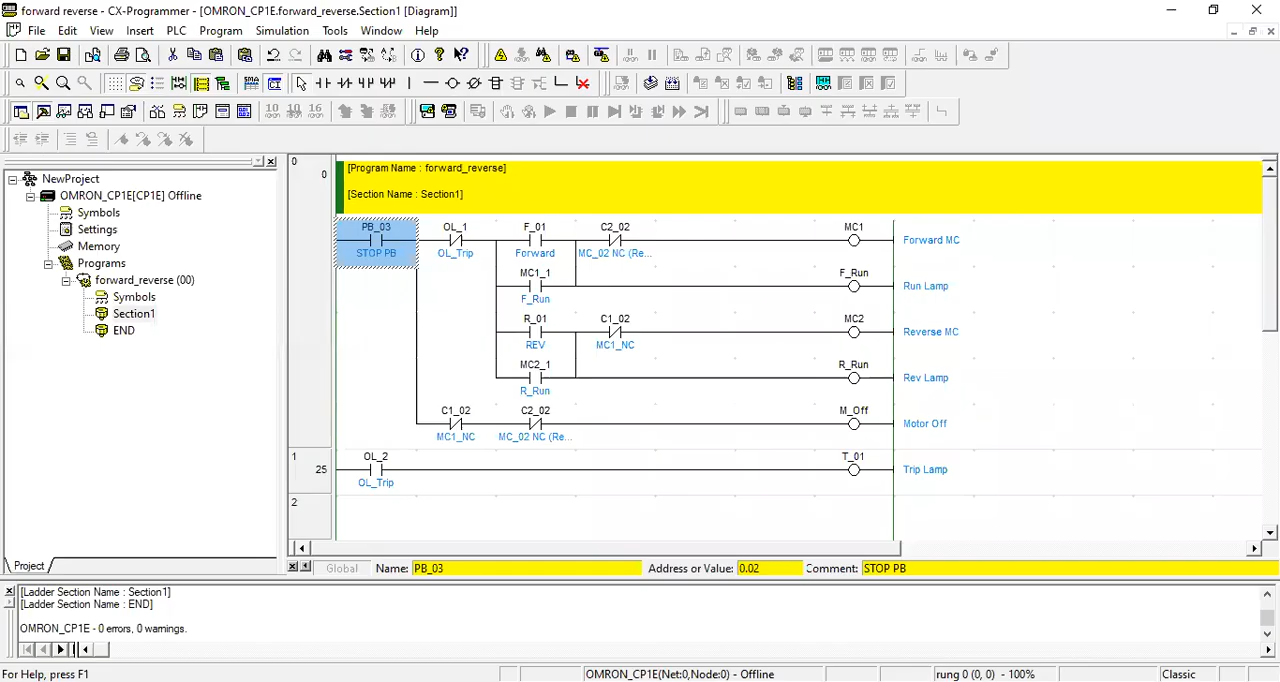 forward reverse - CX-Programmer - [OMRON_CP1E.forward_reverse.Section1 [Diagram]]
File Edit View Insert PLC Program Simulation Tools Window Help
10 10 16
NewProject
OMRON_CP1E[CP1E] Offline
Symbols
Settings
Memory
Programs
forward_reverse (00)
Symbols
Section1
END
Project
0
0
[Program Name : forward_reverse]
[Section Name : Section1]
PB_03 OL_1 F_01 C2_02 MC1
Forward MC
STOP PB OL_Trip Forward MC_02 NC (Re...
MC1_1 F_Run
Run Lamp
F_Run
R_01 C1_02 MC2
Reverse MC
REV MC1_NC
MC2_1 R_Run
Rev Lamp
R_Run
C1_02 C2_02 M_Off
Motor Off
MC1_NC MC_02 NC (Re...
1
25
OL_2 T_01
Trip Lamp
OL_Trip
2
Global Name: PB_03 Address or Value: 0.02 Comment: STOP PB
[Ladder Section Name : Section1]
[Ladder Section Name : END]
OMRON_CP1E - 0 errors, 0 warnings.
For Help, press F1 OMRON_CP1E(Net:0,Node:0) - Offline rung 0 (0, 0) - 100% Classic